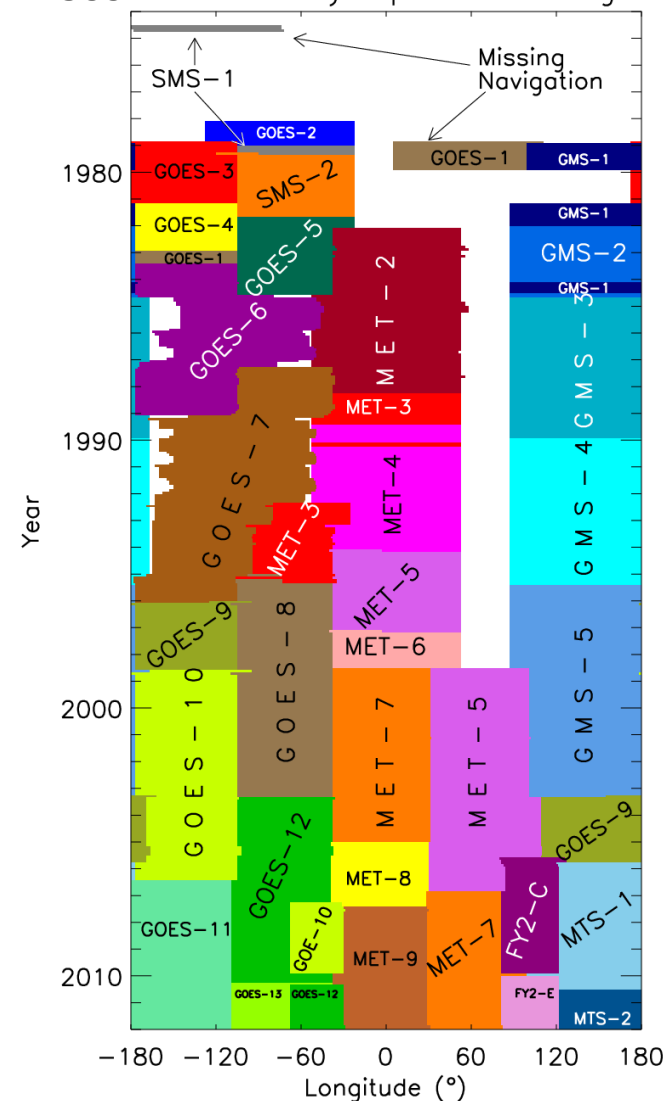 Missing
Navigation
SMS-1
GOES-2
GOES-3
SMS-2
GOES-1
GMS-1
1980
GOES-4
GOES-1
GOES-5
GOES-6
MET-2
GMS-1
GMS-2
GMS-1
GMS-3
MET-3
1990
GOES-7
MET-3
MET-4
GMS-4
Year
MET-5
GOES-9
GOES-8
MET-6
GMS-5
2000
GOES-10
MET-7
MET-5
GOES-12
MET-8
GOES-9
GOES-11
GOE-10
MET-9
MET-7
FY2-C
MTS-1
2010
GOES-13
GOES-12
FY2-E
MTS-2
-180 -120 -60 0 60 120 180
Longitude (°)